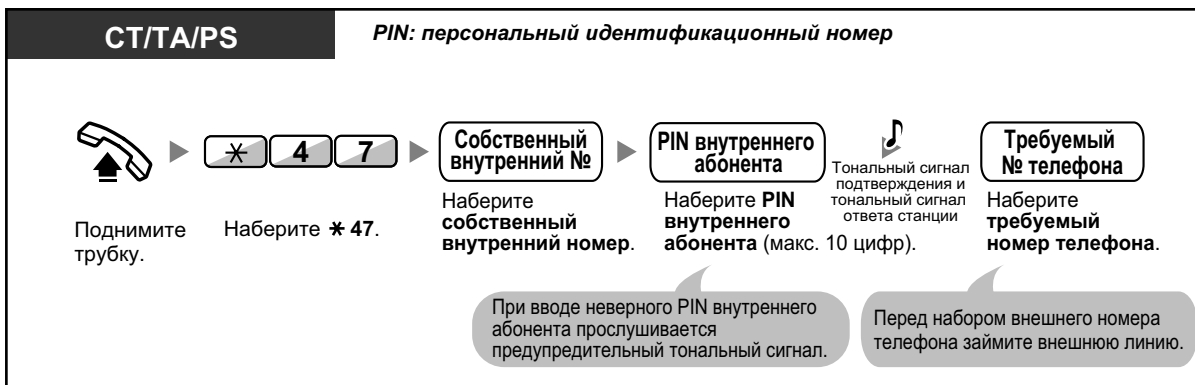 CT/TA/PS
PIN: персональный идентификационный номер
Поднимите
трубку.
* 4 7
Наберите * 47.
Собственный
внутренний №
Наберите
собственный
внутренний номер.
PIN внутреннего
абонента
Наберите PIN
внутреннего
абонента (макс. 10 цифр).
Тональный сигнал
подтверждения и
тональный сигнал
ответа станции
Требуемый
№ телефона
Наберите
требуемый
номер телефона.
При вводе неверного PIN внутреннего
абонента прослушивается
предупредительный тональный сигнал.
Перед набором внешнего номера
телефона займите внешнюю линию.